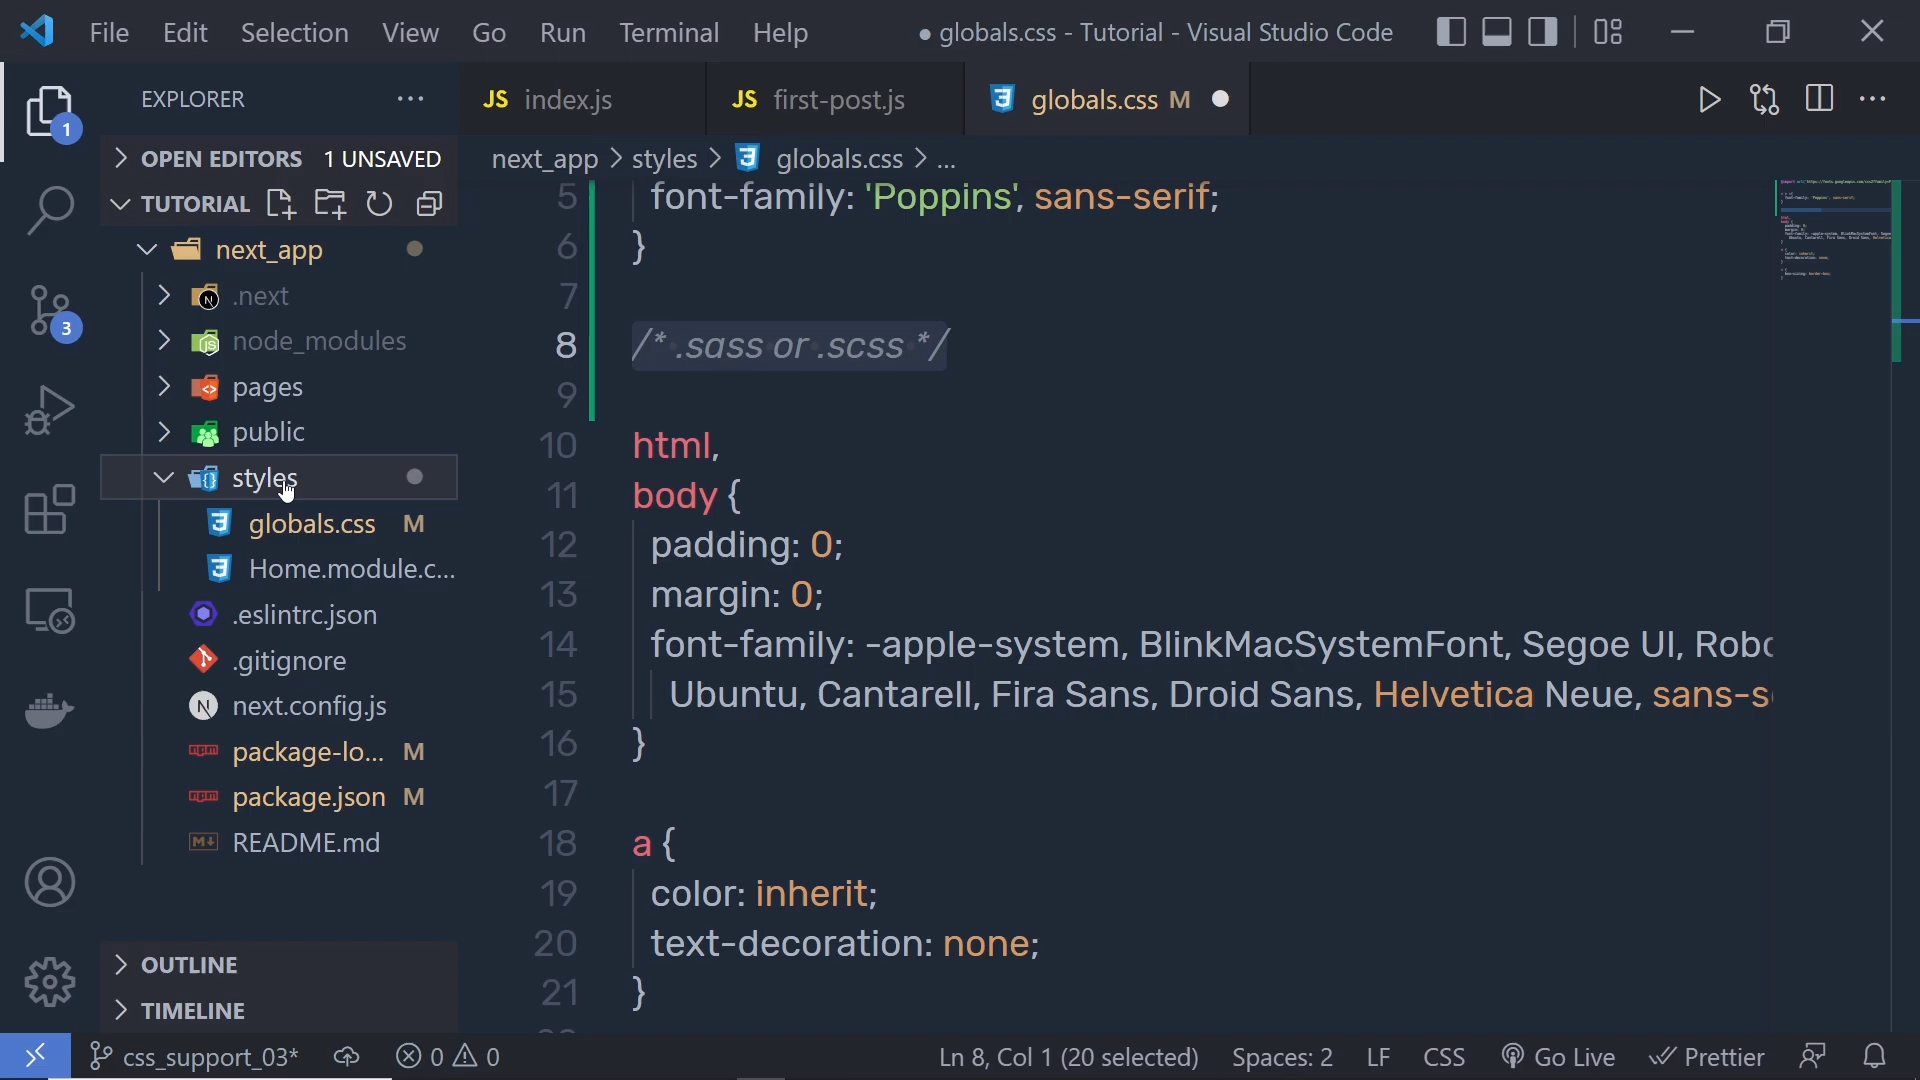 File Edit Selection View Go Run Terminal Help ● globals.css - Tutorial - Visual Studio Code
EXPLORER
JS index.js
JS first-post.js
globals.css M
1
OPEN EDITORS 1 UNSAVED
next_app > styles > globals.css > ...
TUTORIAL
next_app
.next
node_modules
pages
public
styles
globals.css M
Home.module.c...
.eslintrc.json
.gitignore
next.config.js
package-lo... M
package.json M
README.md
OUTLINE
TIMELINE
3
5 font-family: 'Poppins', sans-serif;
6 }
7
8 /* .sass or .scss */
9
10 html,
11 body {
12 padding: 0;
13 margin: 0;
14 font-family: -apple-system, BlinkMacSystemFont, Segoe UI, Robo
15 Ubuntu, Cantarell, Fira Sans, Droid Sans, Helvetica Neue, sans-s
16 }
17
18 a {
19 color: inherit;
20 text-decoration: none;
21 }
css_support_03* 0 0 Ln 8, Col 1 (20 selected) Spaces: 2 LF CSS Go Live Prettier